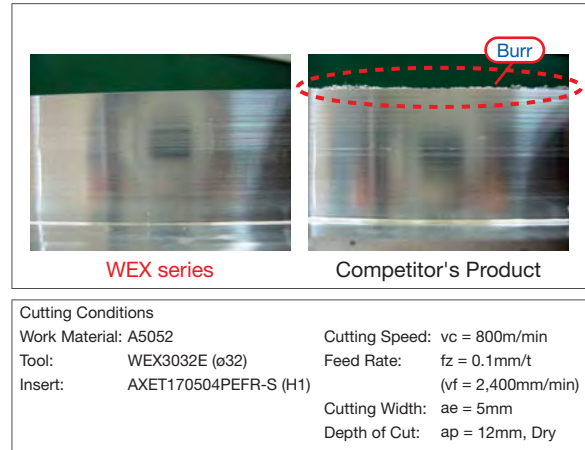 Burr
WEX series
Competitor's Product
Cutting Conditions
Work Material: A5052
Tool: WEX3032E (ø32)
Insert: AXET170504PEFR-S (H1)
Cutting Speed: vc = 800m/min
Feed Rate: fz = 0.1mm/t
(vf = 2,400mm/min)
Cutting Width: ae = 5mm
Depth of Cut: ap = 12mm, Dry